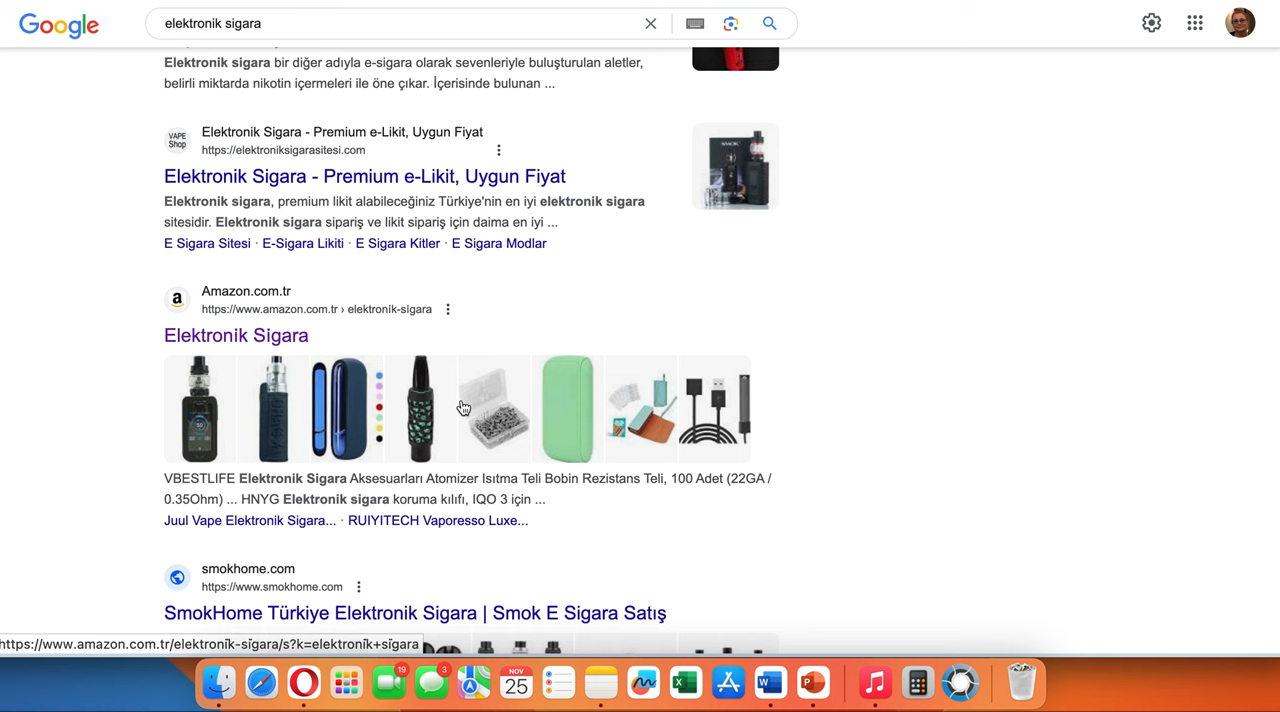 Google
elektronik sigara
Elektronik sigara bir diğer adıyla e-sigara olarak sevenleriyle buluşturulan aletler,
belirli miktarda nikotin içermeleri ile öne çıkar. İçerisinde bulunan ...
VAPE
Shop
Elektronik Sigara - Premium e-Likit, Uygun Fiyat
https://elektroniksigarasitesi.com
Elektronik Sigara - Premium e-Likit, Uygun Fiyat
Elektronik sigara, premium likit alabileceğiniz Türkiye'nin en iyi elektronik sigara
sitesidir. Elektronik sigara sipariş ve likit sipariş için daima en iyi ...
E Sigara Sitesi · E-Sigara Likiti · E Sigara Kitler · E Sigara Modlar
SMOK
a
Amazon.com.tr
https://www.amazon.com.tr › elektronik-sigara
Elektronik Sigara
VBESTLIFE Elektronik Sigara Aksesuarları Atomizer Isıtma Teli Bobin Rezistans Teli, 100 Adet (22GA /
0.35Ohm) ... HNYG Elektronik sigara koruma kılıfı, IQO 3 için ...
Juul Vape Elektronik Sigara... · RUIYITECH Vaporesso Luxe...
smokhome.com
https://www.smokhome.com
SmokHome Türkiye Elektronik Sigara | Smok E Sigara Satış
https://www.amazon.com.tr/elektronik-sigara/s?k=elektronik+sigara
19
3
NOV
25
X
W
P